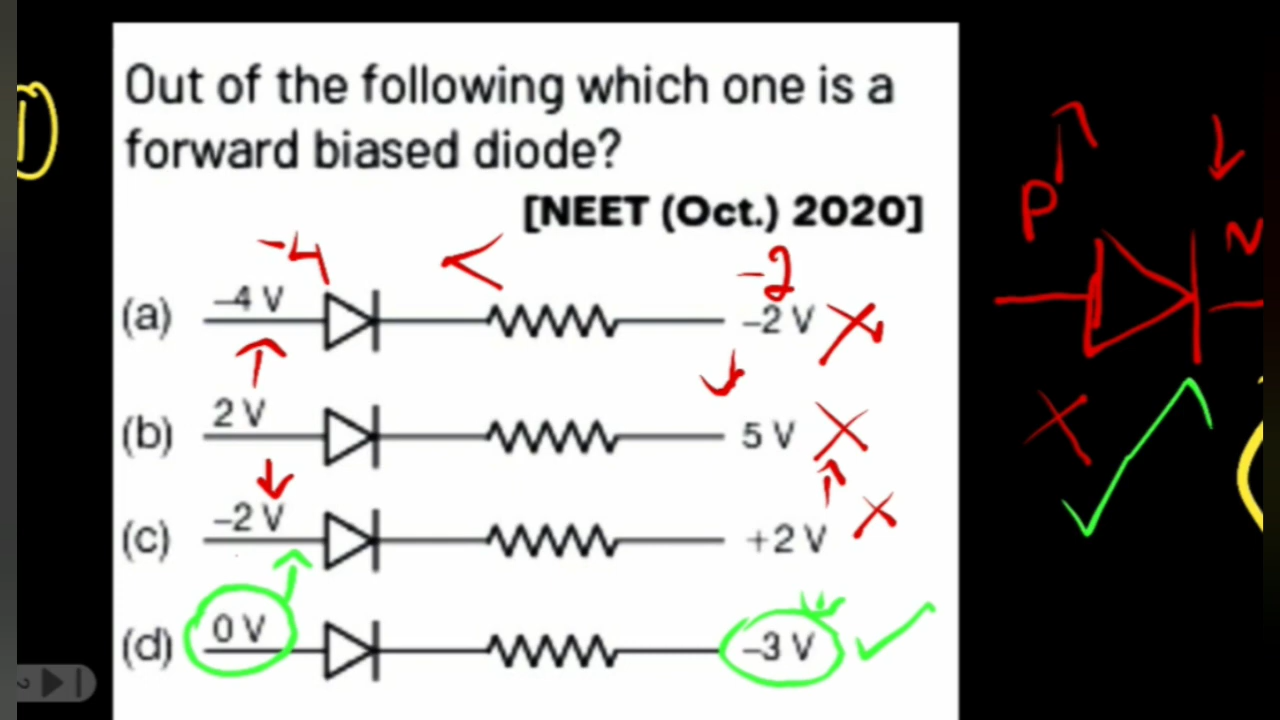 Out of the following which one is a
forward biased diode?
[NEET (Oct.) 2020]
-4 < -2
(a) –4 V –2 V
(b) 2 V 5 V
(c) –2 V +2 V
(d) 0 V –3 V
1
P N